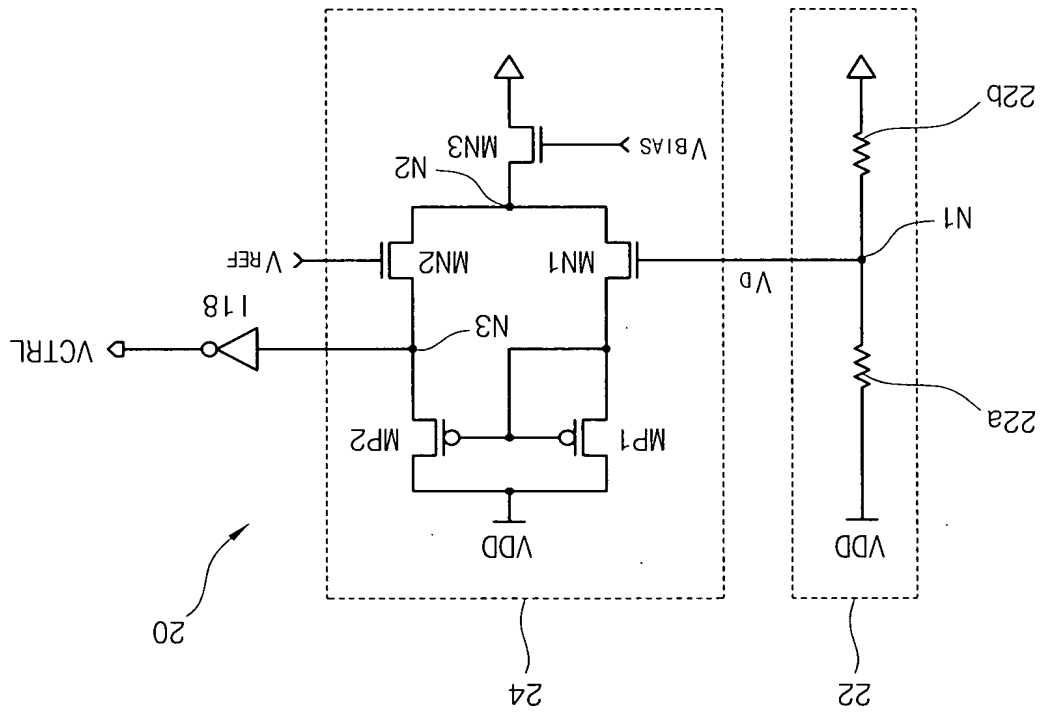 22
24
20
VDD
VDD
22a
MP1
MP2
N3
VCTRL
I18
VD
MN1
MN2
VREF
N1
N2
VBIAS
MN3
22b